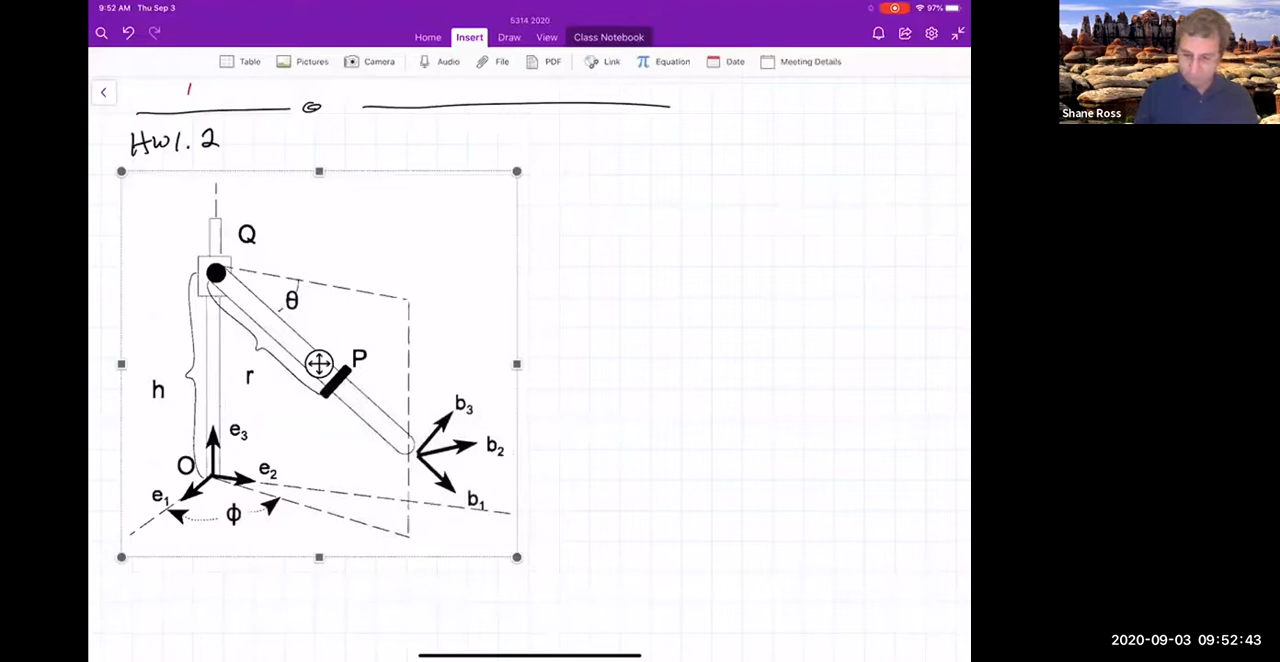 9:52 AM Thu Sep 3
97%
5314 2020
Home Insert Draw View Class Notebook
Table Pictures Camera Audio File PDF Link Equation Date Meeting Details
HW1.2
Q
θ
P
h
r
b₃
b₂
b₁
e₃
O
e₂
e₁
φ
Shane Ross
2020-09-03 09:52:43